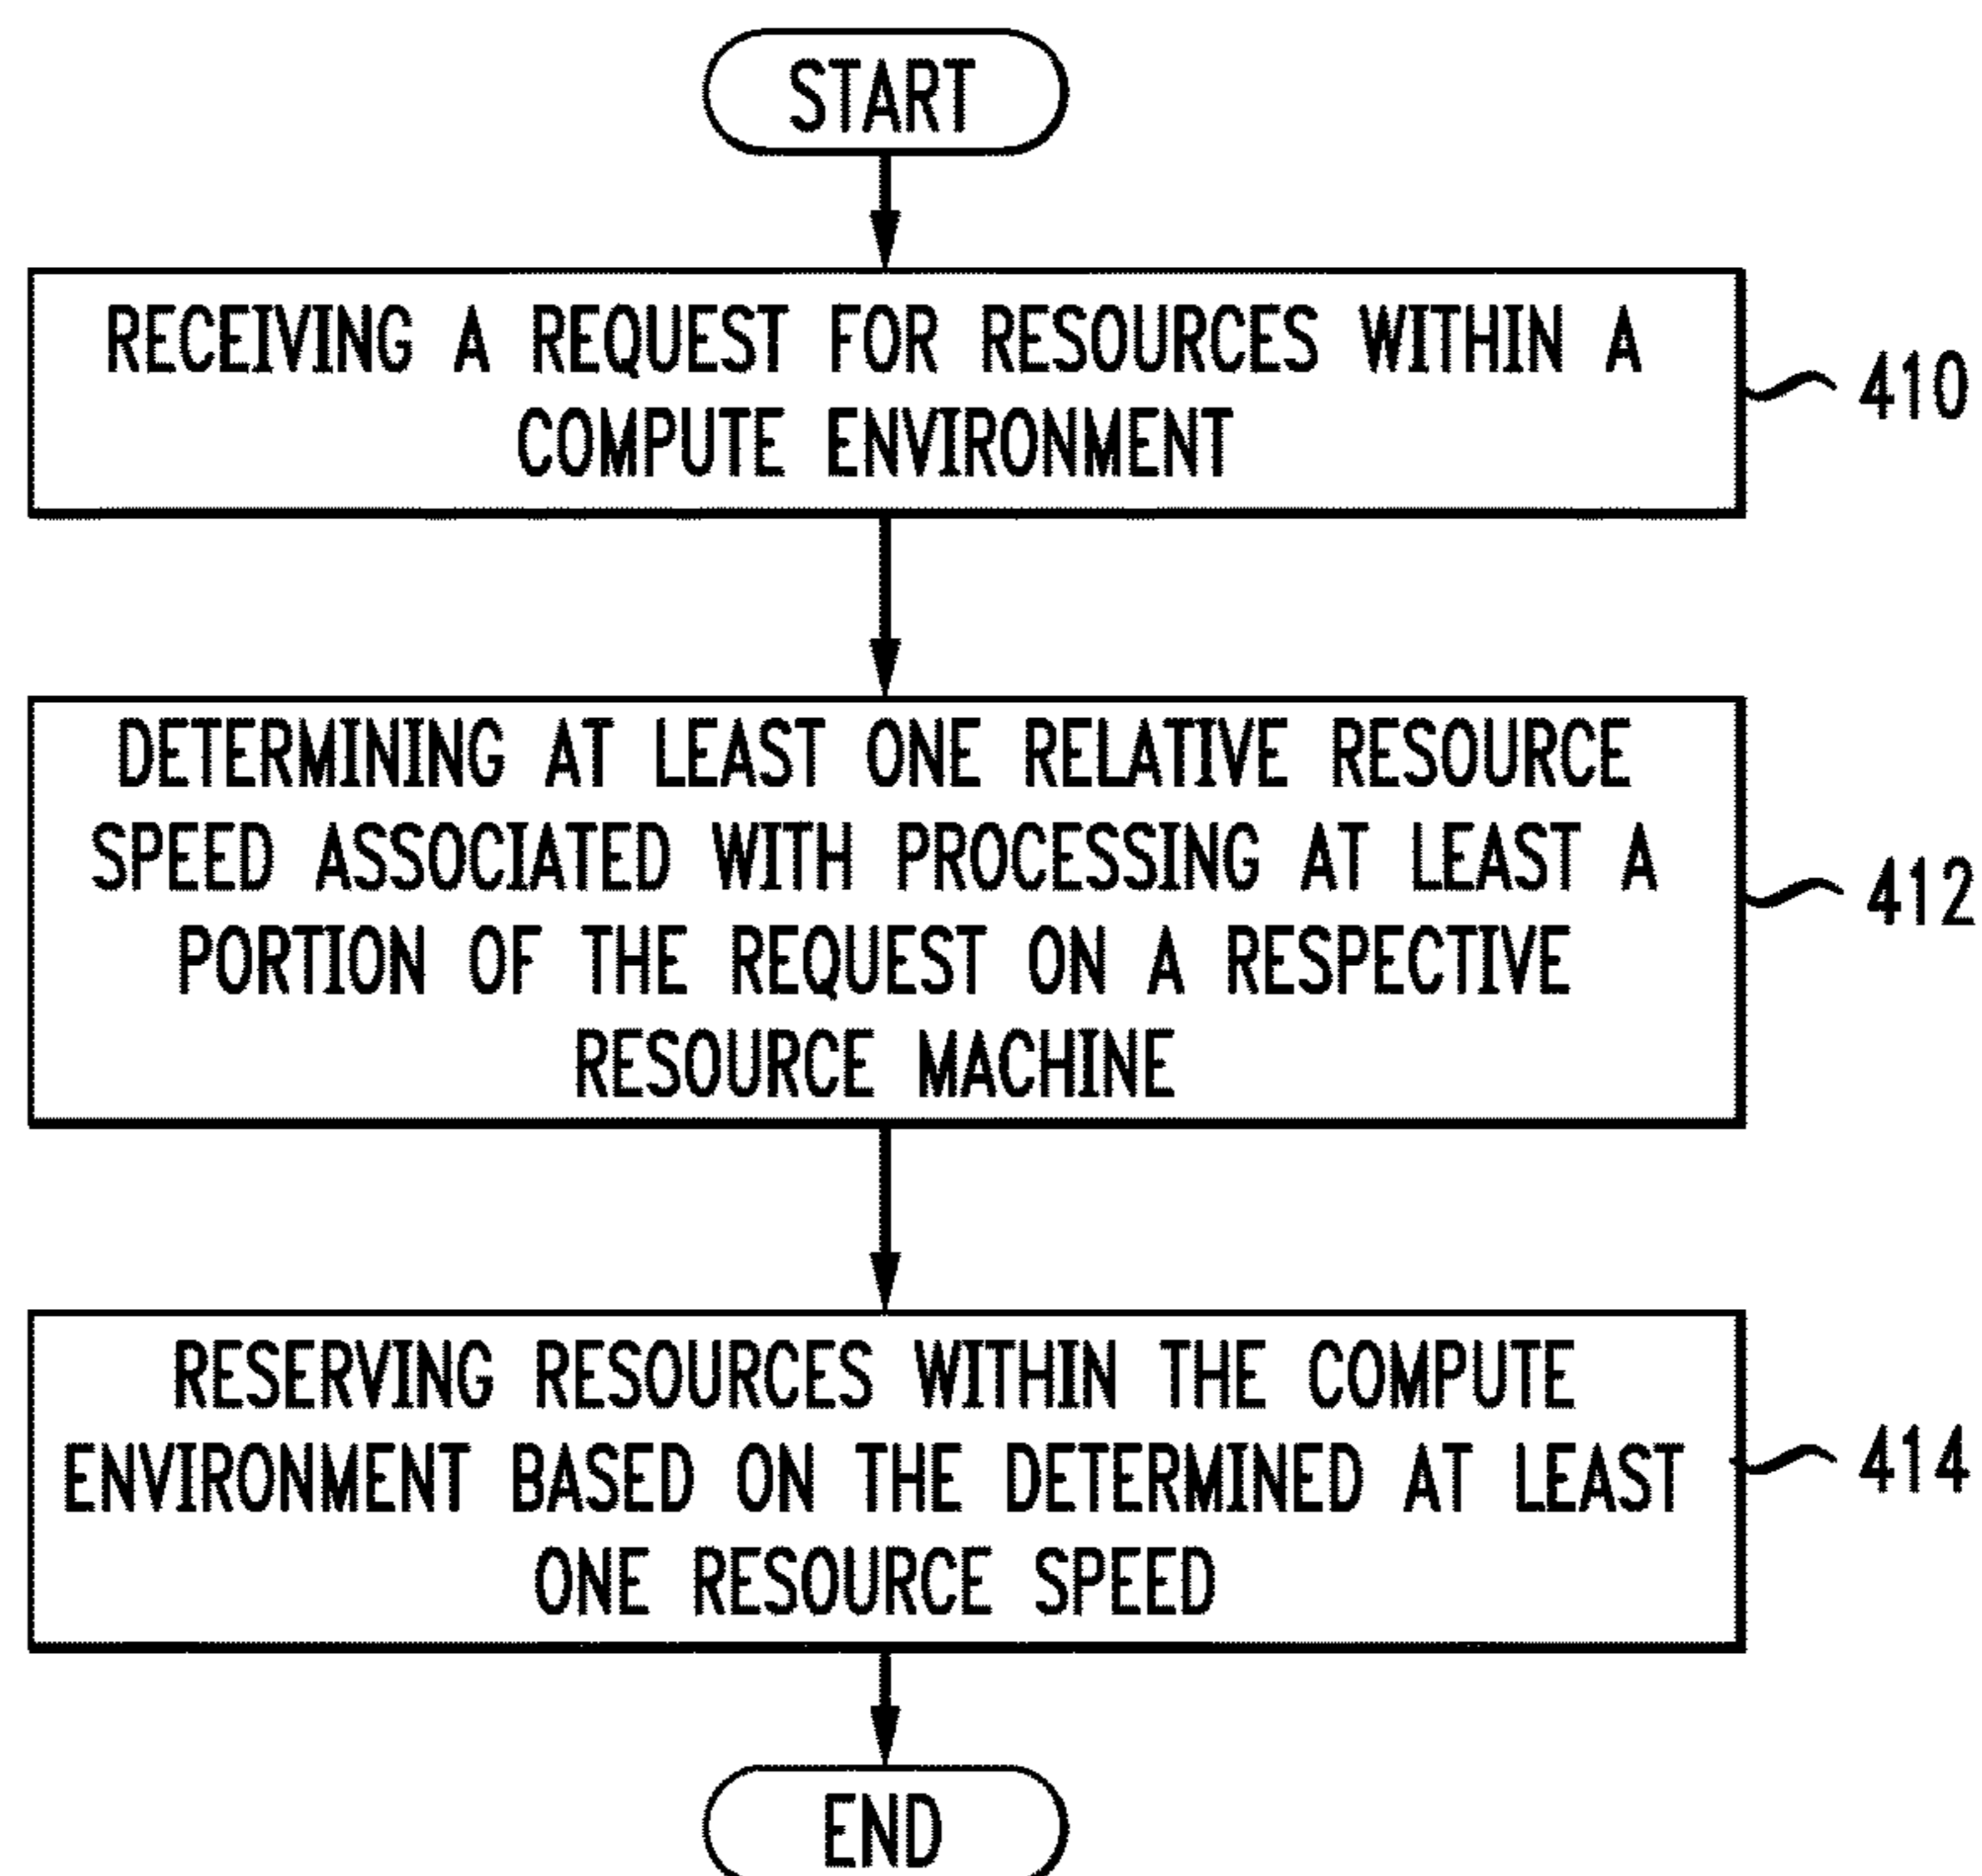 START
RECEIVING A REQUEST FOR RESOURCES WITHIN A
COMPUTE ENVIRONMENT
410
DETERMINING AT LEAST ONE RELATIVE RESOURCE
SPEED ASSOCIATED WITH PROCESSING AT LEAST A
PORTION OF THE REQUEST ON A RESPECTIVE
RESOURCE MACHINE
412
RESERVING RESOURCES WITHIN THE COMPUTE
ENVIRONMENT BASED ON THE DETERMINED AT LEAST
ONE RESOURCE SPEED
414
END